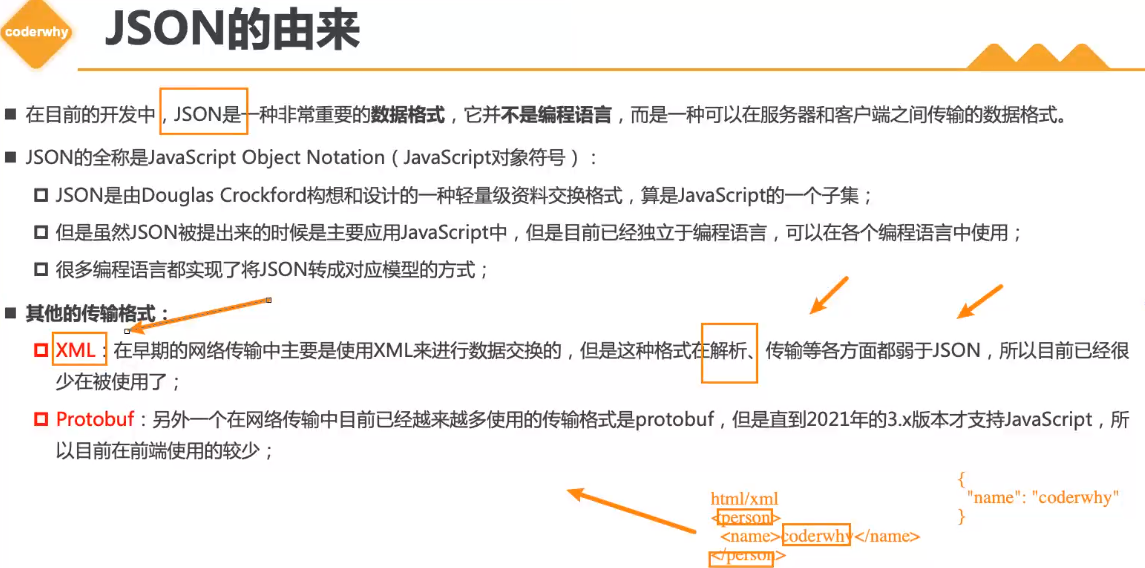 coderwhy
JSON的由来
在目前的开发中，JSON是一种非常重要的数据格式，它并不是编程语言，而是一种可以在服务器和客户端之间传输的数据格式。
JSON的全称是JavaScript Object Notation（JavaScript对象符号）：
JSON是由Douglas Crockford构想和设计的一种轻量级资料交换格式，算是JavaScript的一个子集；
但是虽然JSON被提出来的时候是主要应用JavaScript中，但是目前已经独立于编程语言，可以在各个编程语言中使用；
很多编程语言都实现了将JSON转成对应模型的方式；
其他的传输格式：
XML：在早期的网络传输中主要是使用XML来进行数据交换的，但是这种格式在解析、传输等各方面都弱于JSON，所以目前已经很
少在被使用了；
Protobuf：另外一个在网络传输中目前已经越来越多使用的传输格式是protobuf，但是直到2021年的3.x版本才支持JavaScript，所
以目前在前端使用的较少；
html/xml
<person>
<name>coderwhy</name>
</person>
{
"name": "coderwhy"
}